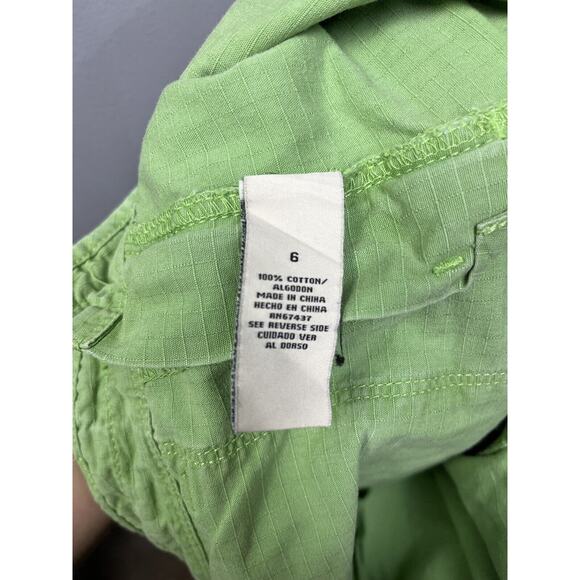 6
100% COTTON/
ALGODON
MADE IN CHINA
HECHO EN CHINA
RN67437
SEE REVERSE SIDE
CUIDADO VER
AL DORSO